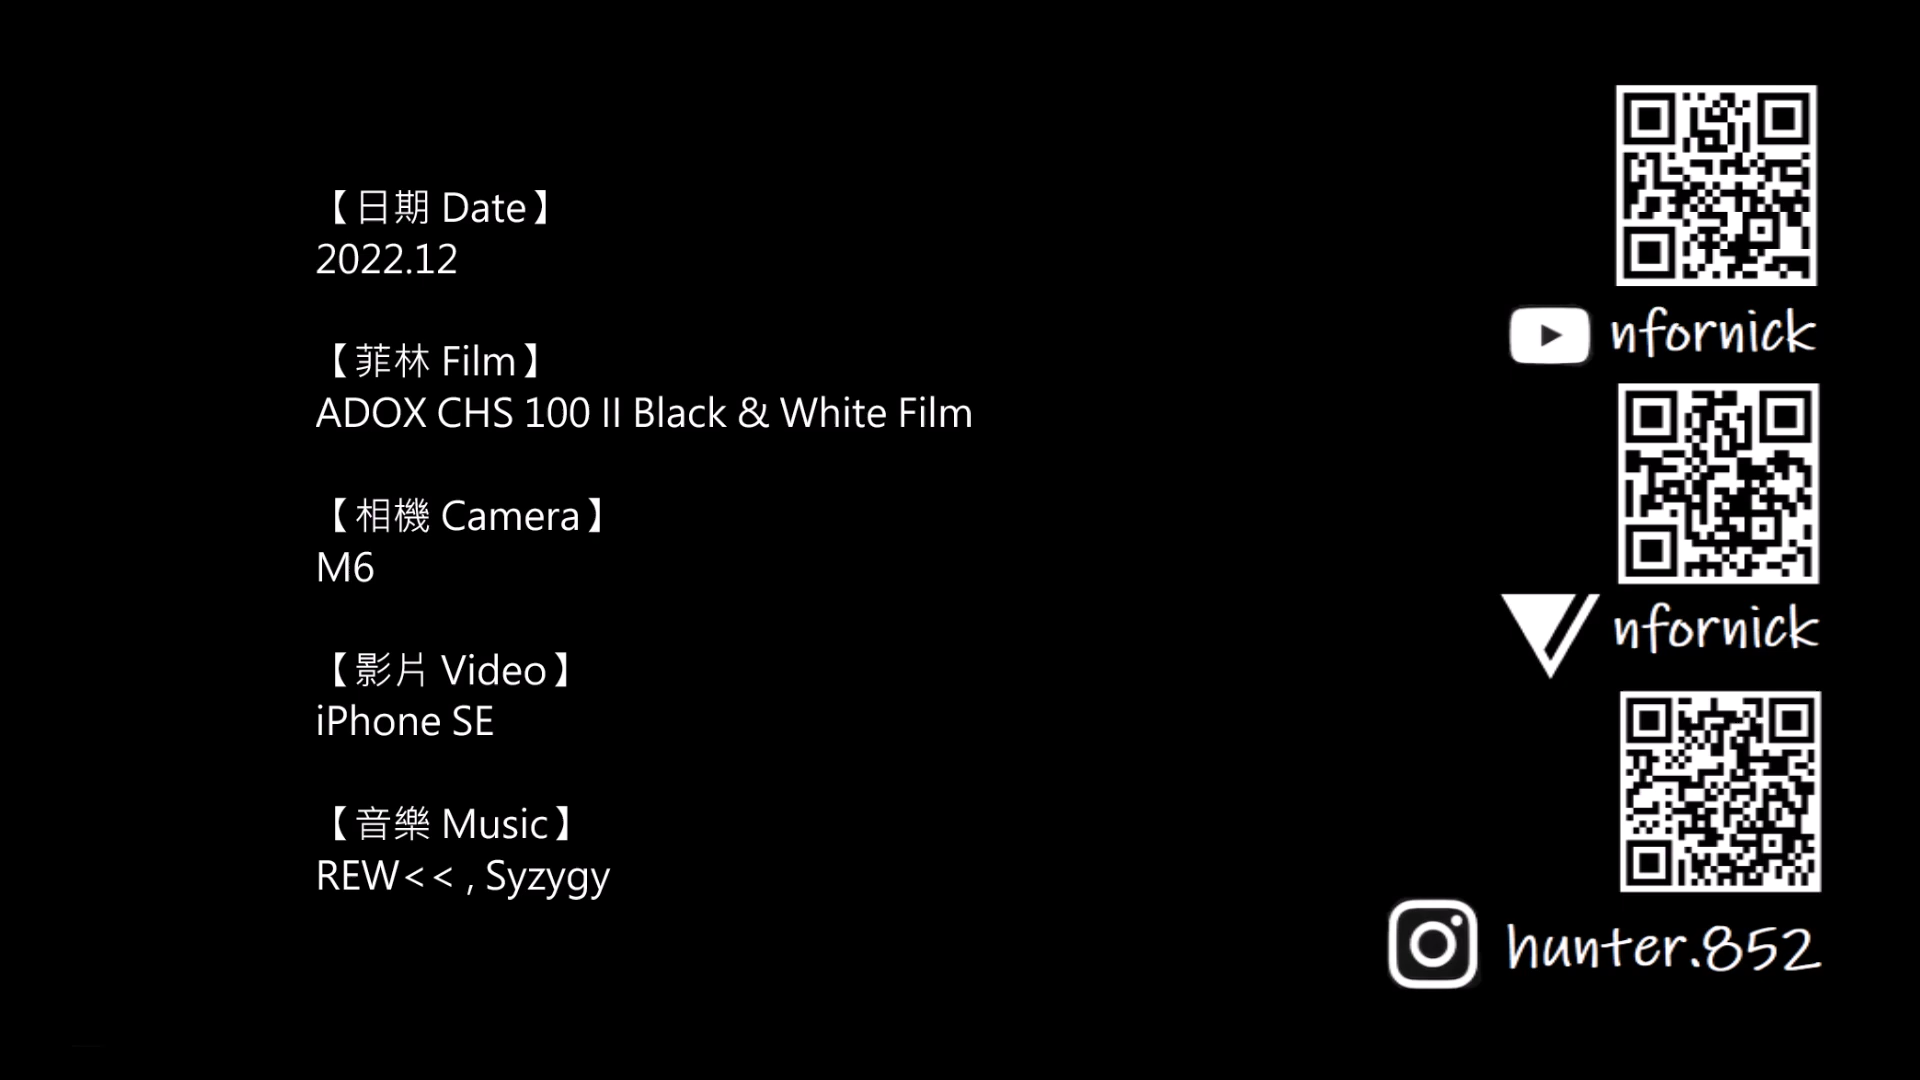 【日期 Date】
2022.12
【菲林 Film】
ADOX CHS 100 II Black & White Film
【相機 Camera】
M6
【影片 Video】
iPhone SE
【音樂 Music】
REW<< , Syzygy
nfornick
nfornick
hunter.852